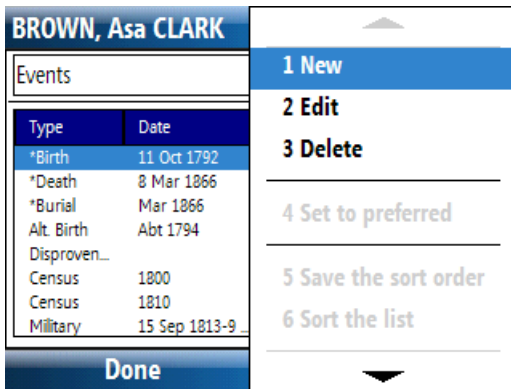 BROWN, Asa CLARK
Events
Type Date
*Birth 11 Oct 1792
*Death 8 Mar 1866
*Burial Mar 1866
Alt. Birth Abt 1794
Disproven...
Census 1800
Census 1810
Military 15 Sep 1813-9 ...
Done
1 New
2 Edit
3 Delete
4 Set to preferred
5 Save the sort order
6 Sort the list